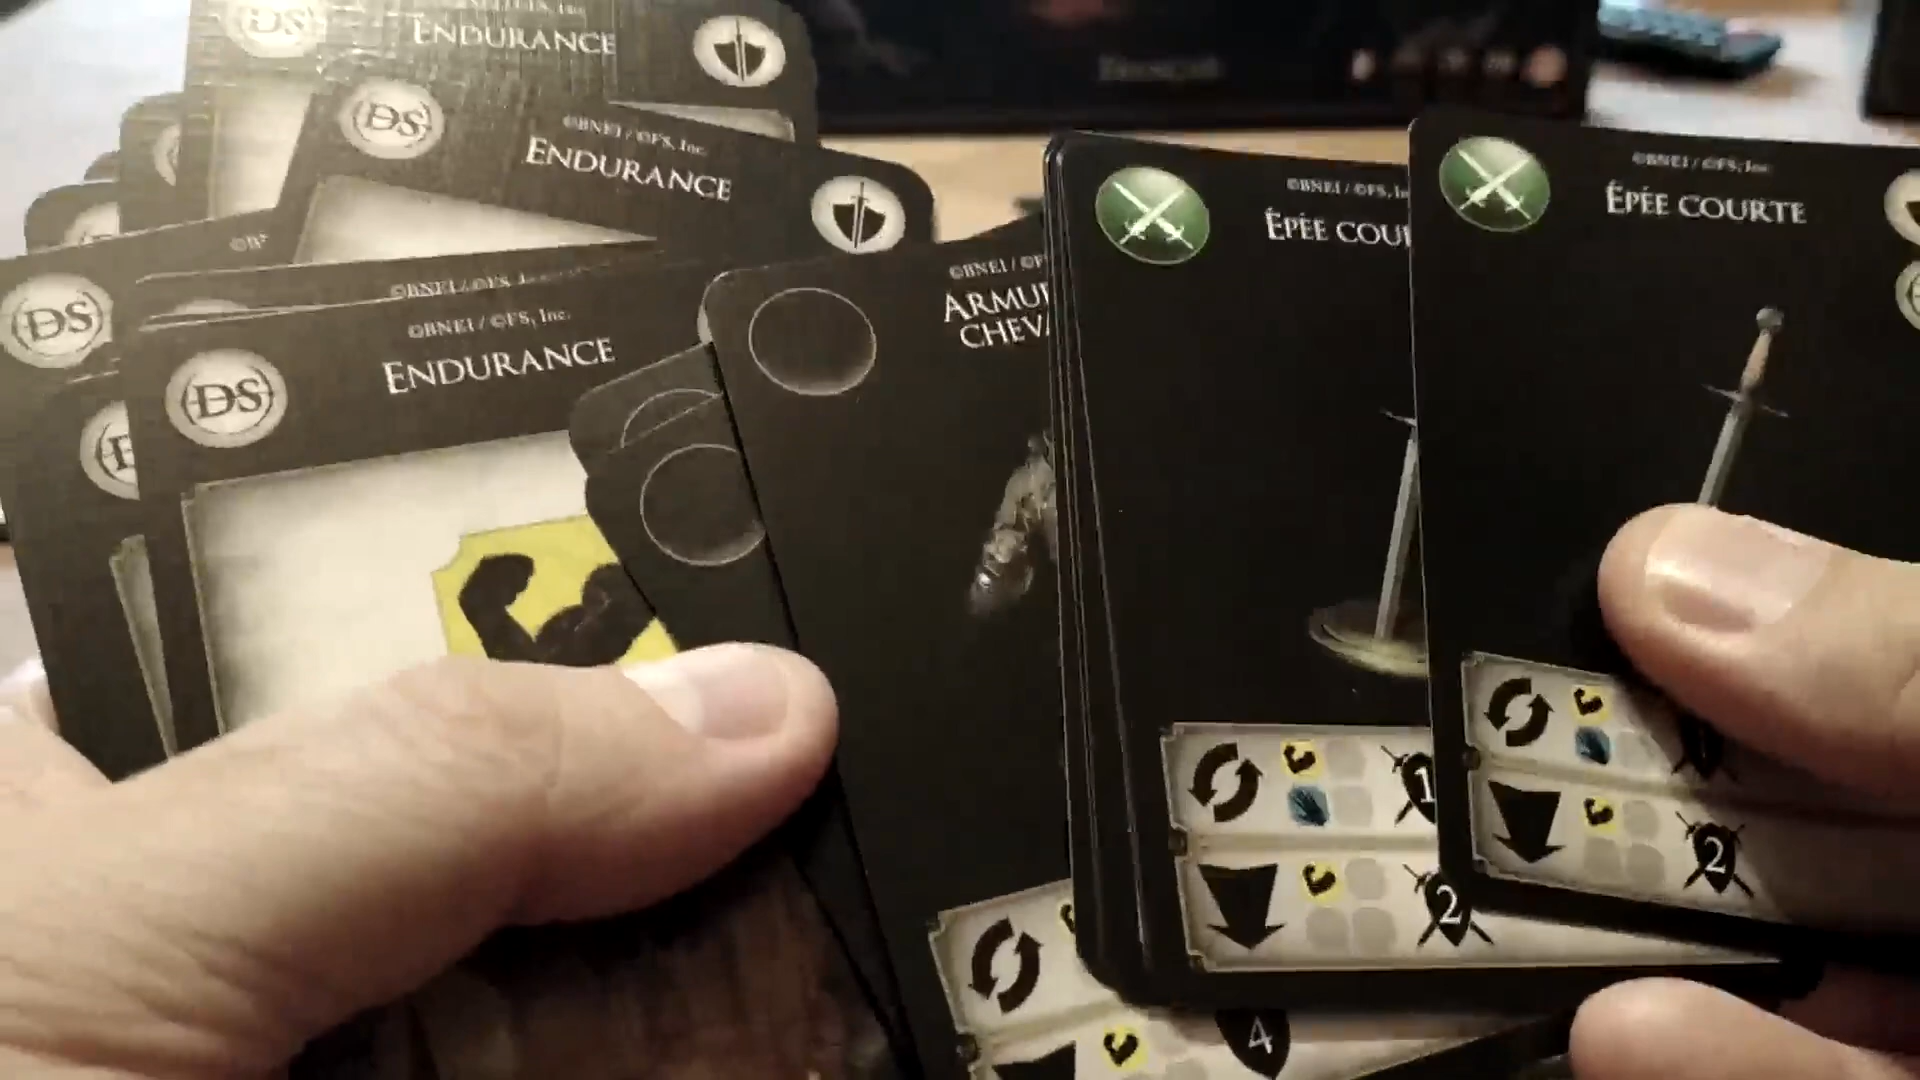 DS
ENDURANCE
DS
©BNEI / ©FS, Inc.
ENDURANCE
DS
©BNEI / ©FS, Inc.
ENDURANCE
DS
©BNEI / ©F
ARMU
CHEV
©BNEI / ©FS, In
ÉPÉE COU
©BNEI / ©FS, Inc.
ÉPÉE COURTE
1
2
2
4